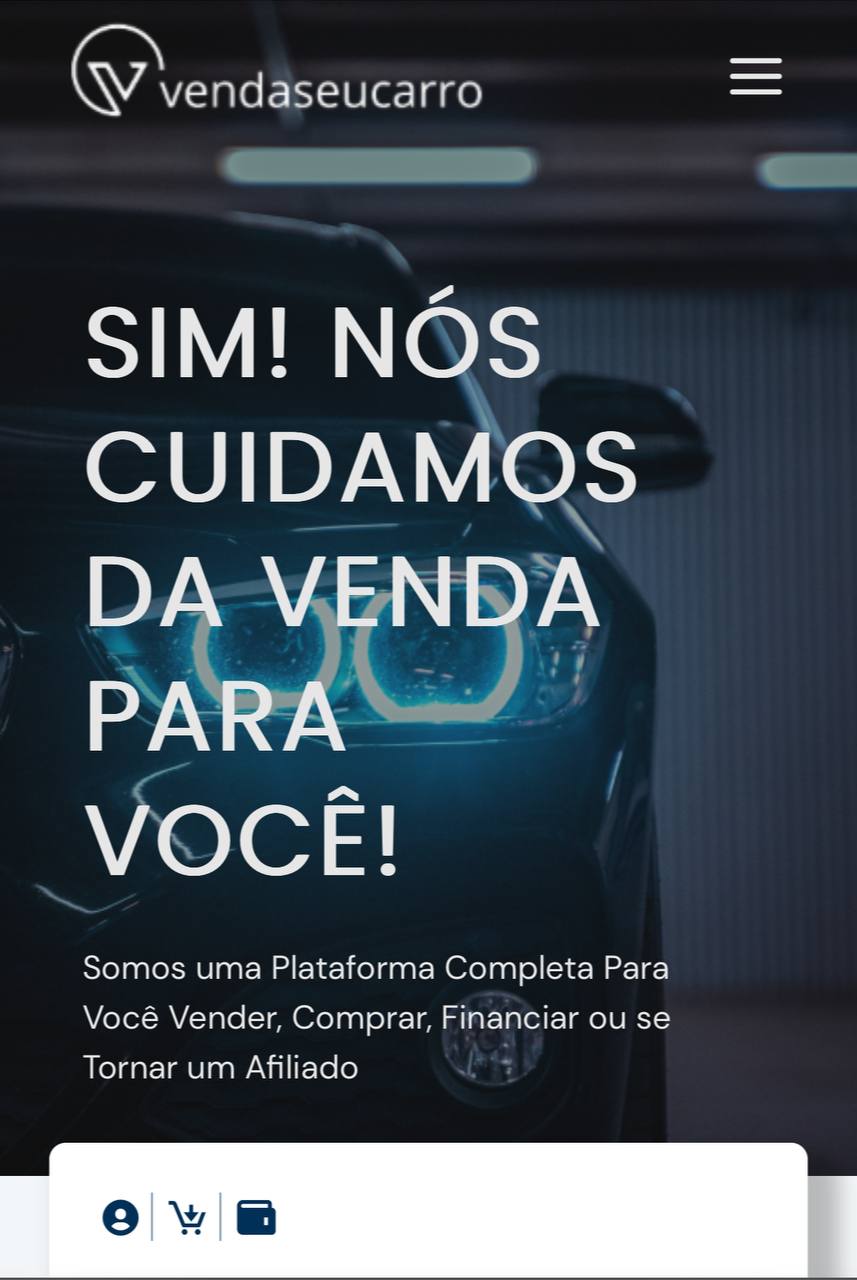 vendaseucarro
SIM! NÓS
CUIDAMOS
DA VENDA
PARA
VOCÊ!
Somos uma Plataforma Completa Para
Você Vender, Comprar, Financiar ou se
Tornar um Afiliado